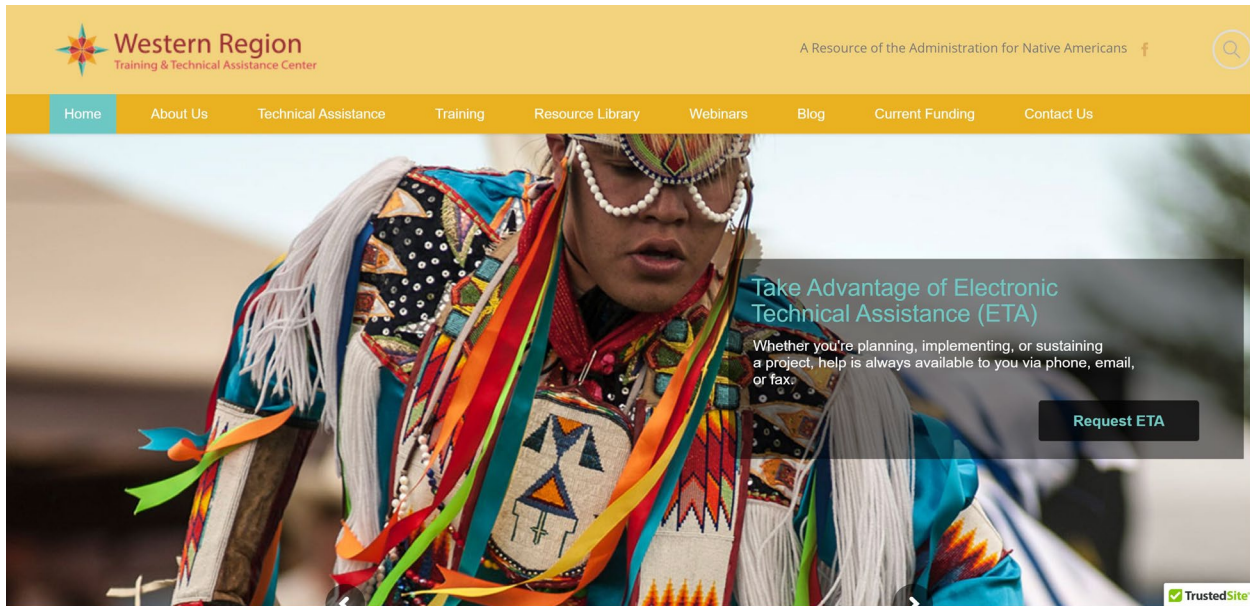 Western Region
Training & Technical Assistance Center
A Resource of the Administration for Native Americans f
Home About Us Technical Assistance Training Resource Library Webinars Blog Current Funding Contact Us
Take Advantage of Electronic
Technical Assistance (ETA)
Whether you're planning, implementing, or sustaining
a project, help is always available to you via phone, email,
or fax.
Request ETA
TrustedSite